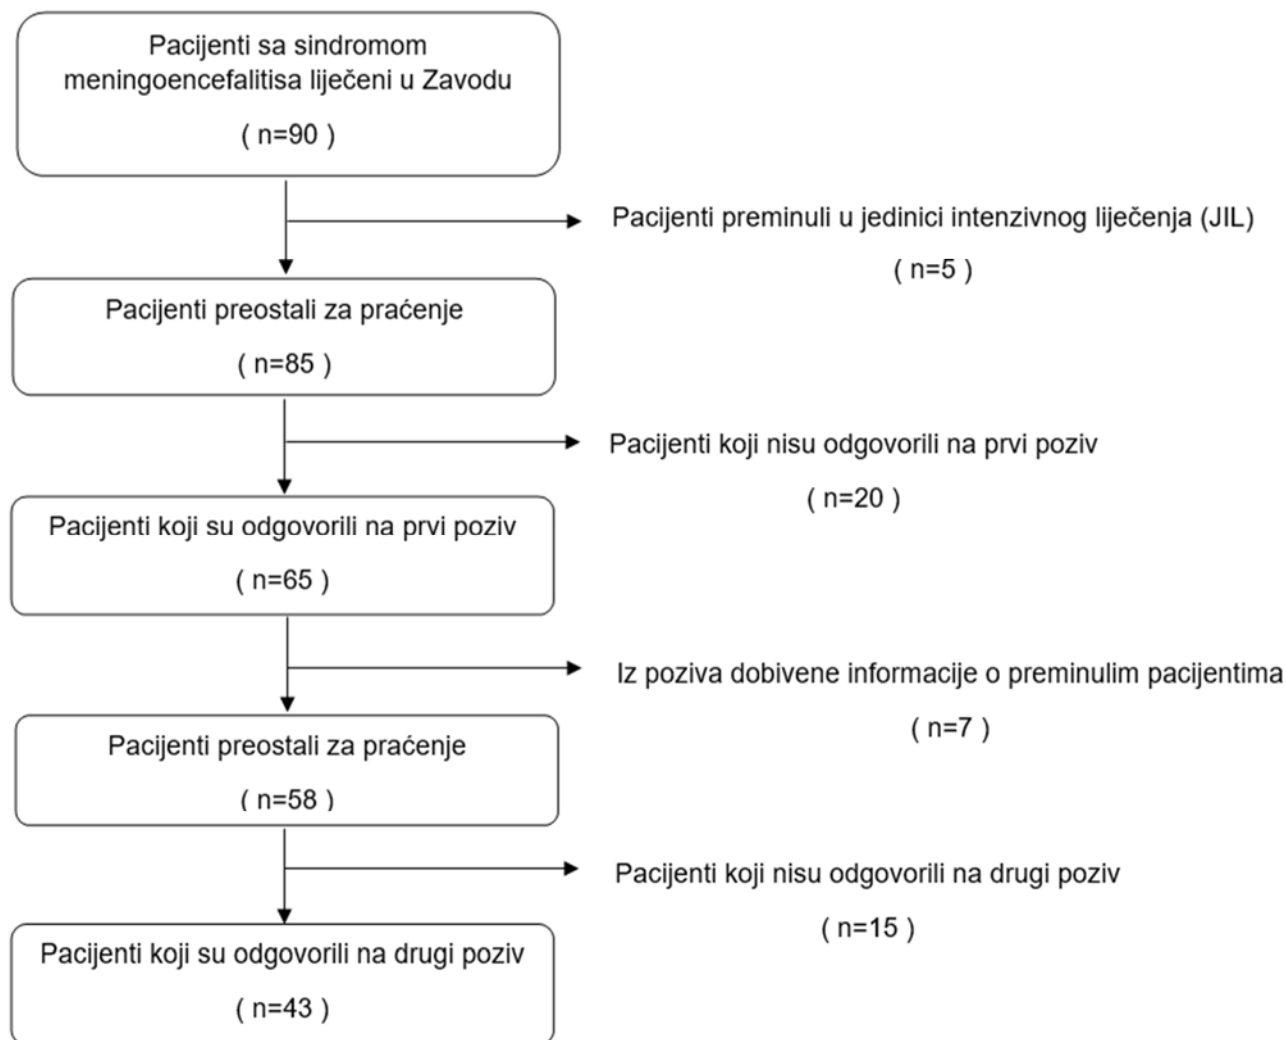 Pacijenti sa sindromom
meningoencefalitisa liječeni u Zavodu
( n=90 )
Pacijenti preminuli u jedinici intenzivnog liječenja (JIL)
( n=5 )
Pacijenti preostali za praćenje
( n=85 )
Pacijenti koji nisu odgovorili na prvi poziv
( n=20 )
Pacijenti koji su odgovorili na prvi poziv
( n=65 )
Iz poziva dobivene informacije o preminulim pacijentima
( n=7 )
Pacijenti preostali za praćenje
( n=58 )
Pacijenti koji nisu odgovorili na drugi poziv
( n=15 )
Pacijenti koji su odgovorili na drugi poziv
( n=43 )